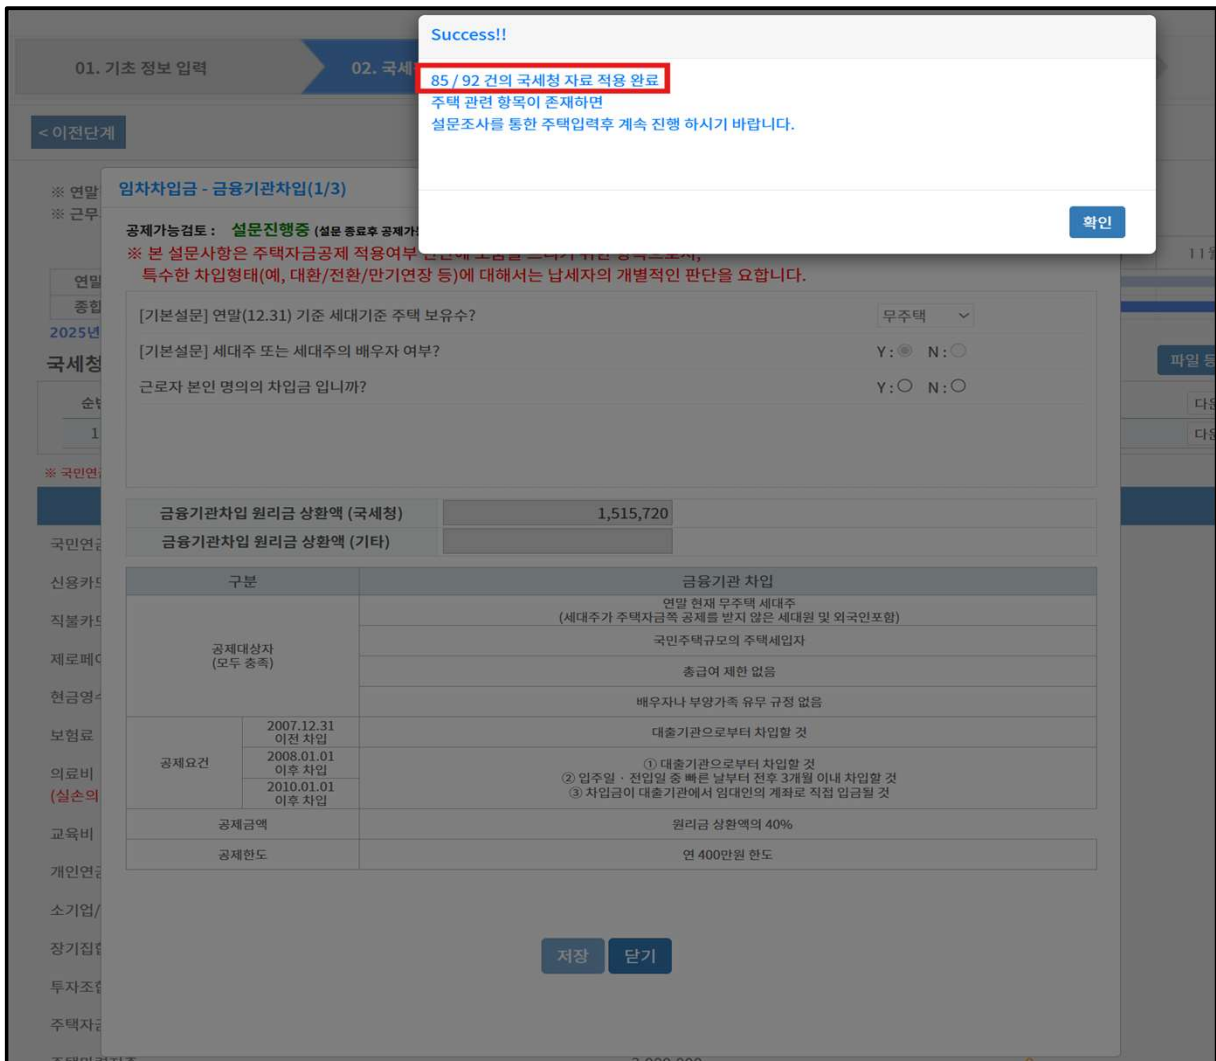 Success!!
01. 기초 정보 입력
02. 국세
85 / 92 건의 국세청 자료 적용 완료
주택 관련 항목이 존재하면
설문조사를 통한 주택입력후 계속 진행 하시기 바랍니다.
< 이전단계
확인
※ 연말
※ 근무
임차차입금 - 금융기관차입(1/3)
공제가능검토 : 설문진행중 (설문 종료후 공제가
※ 본 설문사항은 주택자금공제 적용여부
특수한 차입형태(예, 대환/전환/만기연장 등)에 대해서는 납세자의 개별적인 판단을 요합니다.
연말
종합
2025년
[기본설문] 연말(12.31) 기준 세대기준 주택 보유수?
무주택
[기본설문] 세대주 또는 세대주의 배우자 여부?
Y : N :
국세청
파일 등
근로자 본인 명의의 차입금 입니까?
Y : N :
순번
1
※ 국민연금
금융기관차입 원리금 상환액 (국세청)
1,515,720
금융기관차입 원리금 상환액 (기타)
구분
금융기관 차입
공제대상자
(모두 충족)
연말 현재 무주택 세대주
(세대주가 주택자금쪽 공제를 받지 않은 세대원 및 외국인포함)
국민주택규모의 주택세입자
총급여 제한 없음
배우자나 부양가족 유무 규정 없음
공제요건
2007.12.31
이전 차입
대출기관으로부터 차입할 것
2008.01.01
이후 차입
2010.01.01
이후 차입
① 대출기관으로부터 차입할 것
② 입주일 · 전입일 중 빠른 날부터 전후 3개월 이내 차입할 것
③ 차입금이 대출기관에서 임대인의 계좌로 직접 입금될 것
공제금액
원리금 상환액의 40%
공제한도
연 400만원 한도
국민연금
신용카드
직불카드
제로페이
현금영수
보험료
의료비
(실손의
교육비
개인연금
소기업/
장기집합
투자조합
주택자금
저장
닫기